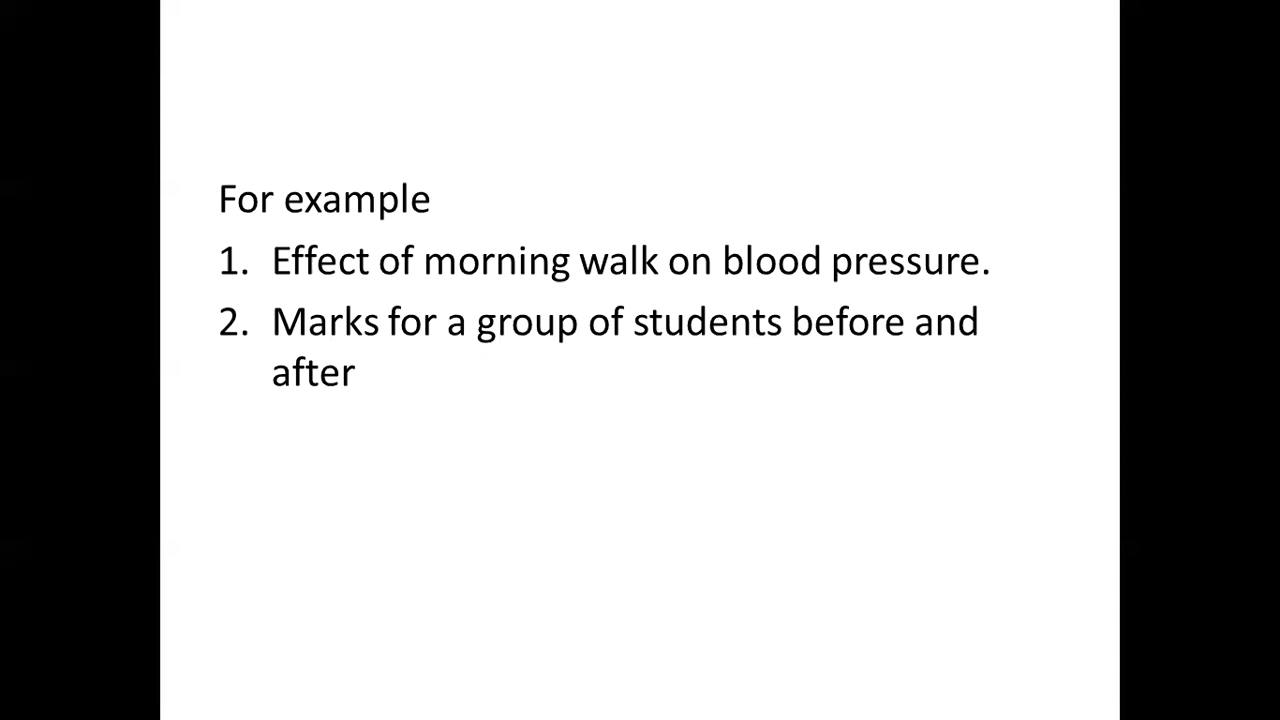 For example
1. Effect of morning walk on blood pressure.
2. Marks for a group of students before and
after